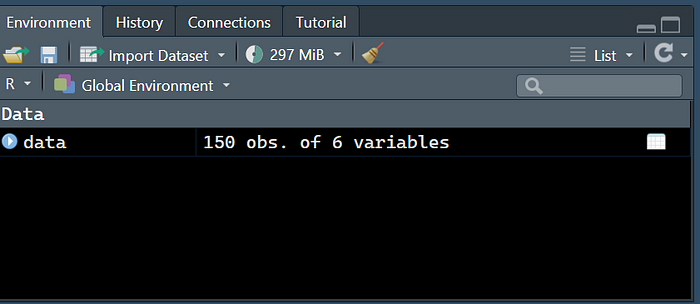 Environment History Connections Tutorial
Import Dataset 297 MiB List
R Global Environment
Data
data 150 obs. of 6 variables